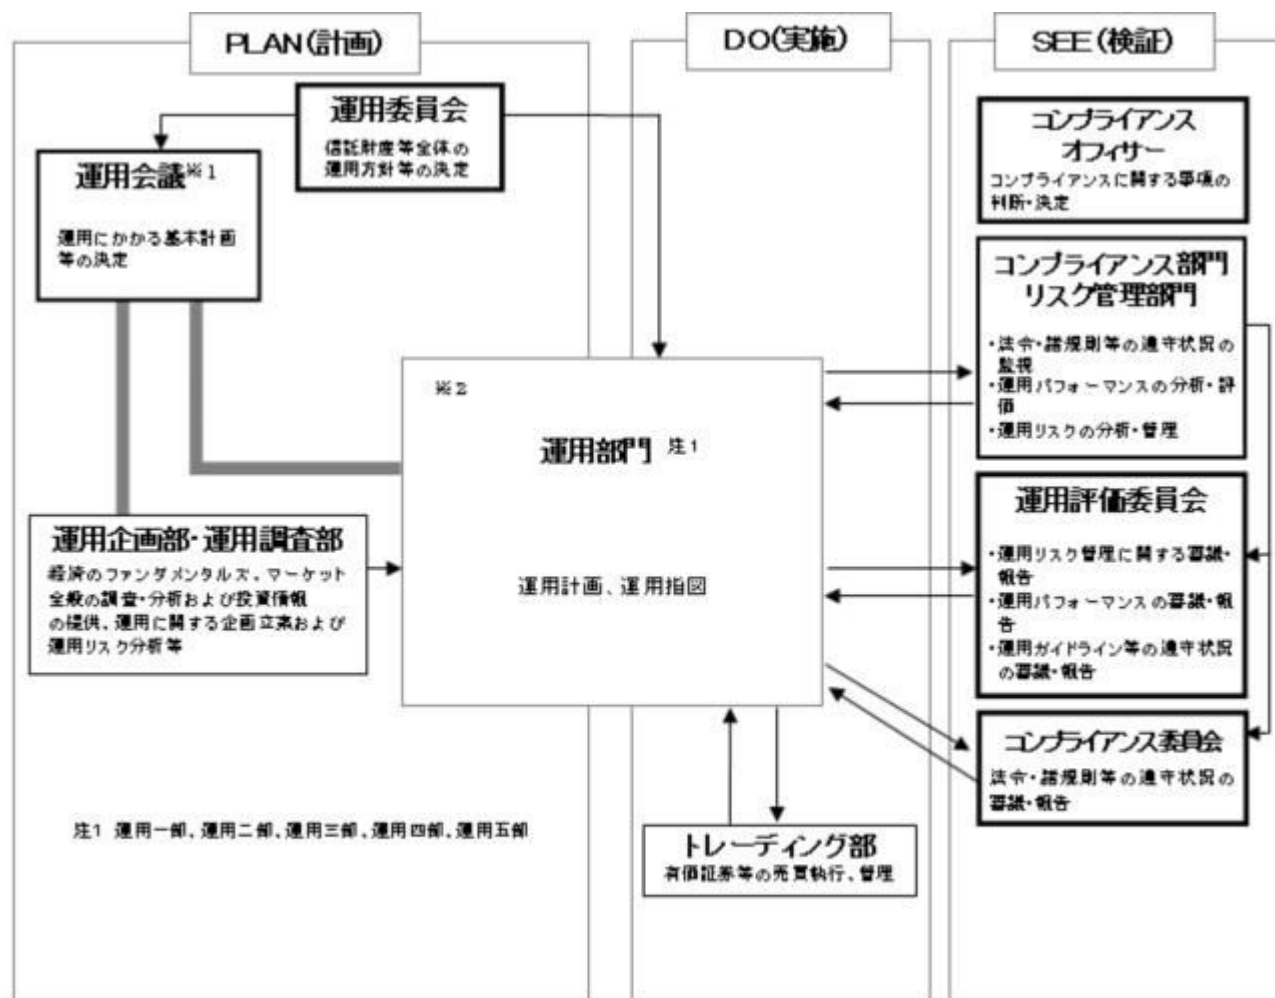 PLAN(計画)
運用委員会
信託財産等全体の
運用方針等の決定
運用会議※1
運用にかかる基本計画
等の決定
運用企画部・運用調査部
経済のファンダメンタルズ、マーケット
全般の調査・分析および投資情報
の提供、運用に関する企画立案および
運用リスク分析等
注1 運用一部、運用二部、運用三部、運用四部、運用五部
DO(実施)
※2
運用部門 注1
運用計画、運用指図
トレーディング部
有価証券等の売買執行、管理
SEE(検証)
コンプライアンス
オフィサー
コンプライアンスに関する事項の
判断・決定
コンプライアンス部門
リスク管理部門
・法令・諸規則等の遵守状況の
監視
・運用パフォーマンスの分析・評
価
・運用リスクの分析・管理
運用評価委員会
・運用リスク管理に関する審議・
報告
・運用パフォーマンスの審議・報
告
・運用ガイドライン等の遵守状況
の審議・報告
コンプライアンス委員会
法令・諸規則等の遵守状況の
審議・報告